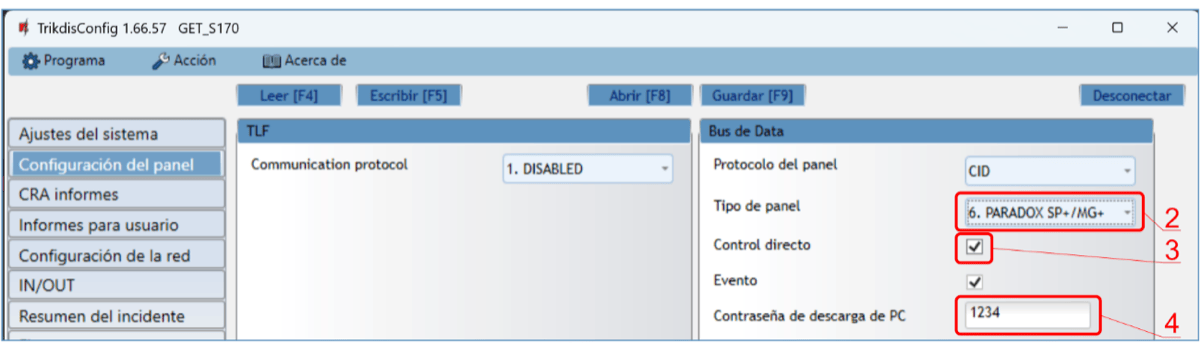 TrikdisConfig 1.66.57 GET_S170
Programa Acción Acerca de
Leer [F4] Escribir [F5] Abrir [F8] Guardar [F9] Desconectar
Ajustes del sistema
Configuración del panel
CRA informes
Informes para usuario
Configuración de la red
IN/OUT
Resumen del incidente
TLF
Communication protocol 1. DISABLED
Bus de Data
Protocolo del panel CID
Tipo de panel 6. PARADOX SP+/MG+ 2
Control directo 3
Evento
Contraseña de descarga de PC 1234 4